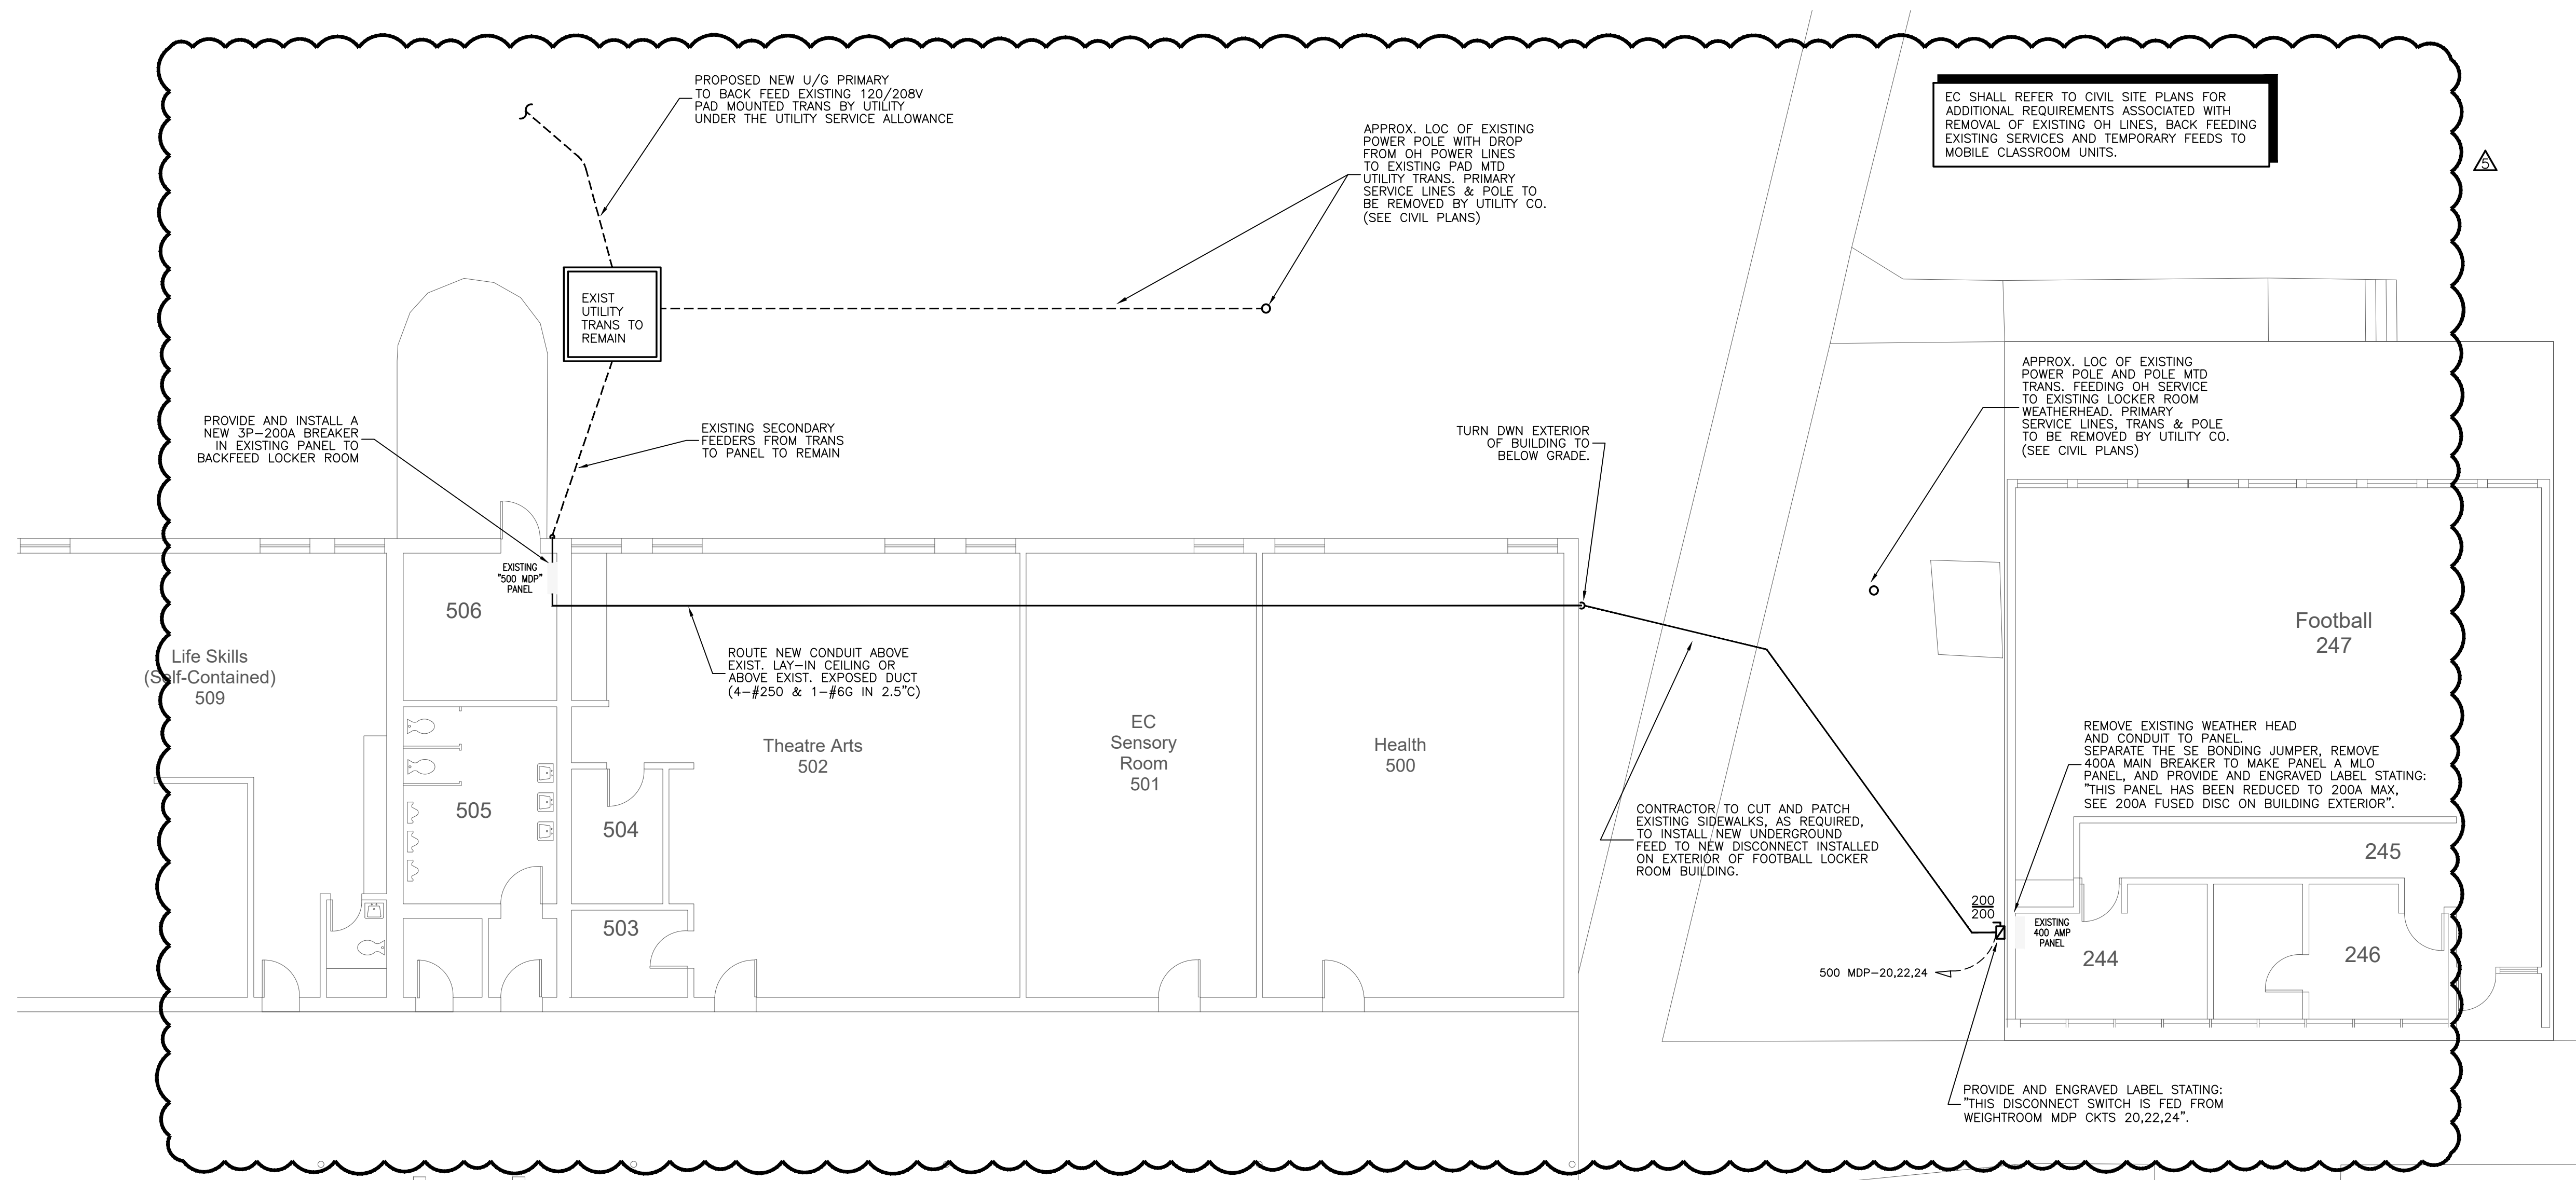 PROPOSED NEW U/G PRIMARY
TO BACK FEED EXISTING 120/208V
PAD MOUNTED TRANS BY UTILITY
UNDER THE UTILITY SERVICE ALLOWANCE
APPROX. LOC OF EXISTING
POWER POLE WITH DROP
FROM OH POWER LINES
TO EXISTING PAD MTD
UTILITY TRANS. PRIMARY
SERVICE LINES & POLE TO
BE REMOVED BY UTILITY CO.
(SEE CIVIL PLANS)
EC SHALL REFER TO CIVIL SITE PLANS FOR
ADDITIONAL REQUIREMENTS ASSOCIATED WITH
REMOVAL OF EXISTING OH LINES, BACK FEEDING
EXISTING SERVICES AND TEMPORARY FEEDS TO
MOBILE CLASSROOM UNITS.
5
EXIST
UTILITY
TRANS TO
REMAIN
PROVIDE AND INSTALL A
NEW 3P-200A BREAKER
IN EXISTING PANEL TO
BACKFEED LOCKER ROOM
EXISTING SECONDARY
FEEDERS FROM TRANS
TO PANEL TO REMAIN
TURN DWN EXTERIOR
OF BUILDING TO
BELOW GRADE.
APPROX. LOC OF EXISTING
POWER POLE AND POLE MTD
TRANS. FEEDING OH SERVICE
TO EXISTING LOCKER ROOM
WEATHERHEAD. PRIMARY
SERVICE LINES, TRANS & POLE
TO BE REMOVED BY UTILITY CO.
(SEE CIVIL PLANS)
EXISTING
"500 MDP"
PANEL
506
Life Skills
(Self-Contained)
509
ROUTE NEW CONDUIT ABOVE
EXIST. LAY-IN CEILING OR
ABOVE EXIST. EXPOSED DUCT
(4-#250 & 1-#6G IN 2.5"C)
Theatre Arts
502
EC
Sensory
Room
501
Health
500
505
504
503
Football
247
REMOVE EXISTING WEATHER HEAD
AND CONDUIT TO PANEL.
SEPARATE THE SE BONDING JUMPER, REMOVE
400A MAIN BREAKER TO MAKE PANEL A MLO
PANEL, AND PROVIDE AND ENGRAVED LABEL STATING:
"THIS PANEL HAS BEEN REDUCED TO 200A MAX,
SEE 200A FUSED DISC ON BUILDING EXTERIOR".
CONTRACTOR TO CUT AND PATCH
EXISTING SIDEWALKS, AS REQUIRED,
TO INSTALL NEW UNDERGROUND
FEED TO NEW DISCONNECT INSTALLED
ON EXTERIOR OF FOOTBALL LOCKER
ROOM BUILDING.
245
200
200
EXISTING
400 AMP
PANEL
244
246
500 MDP-20,22,24
PROVIDE AND ENGRAVED LABEL STATING:
"THIS DISCONNECT SWITCH IS FED FROM
WEIGHTROOM MDP CKTS 20,22,24".